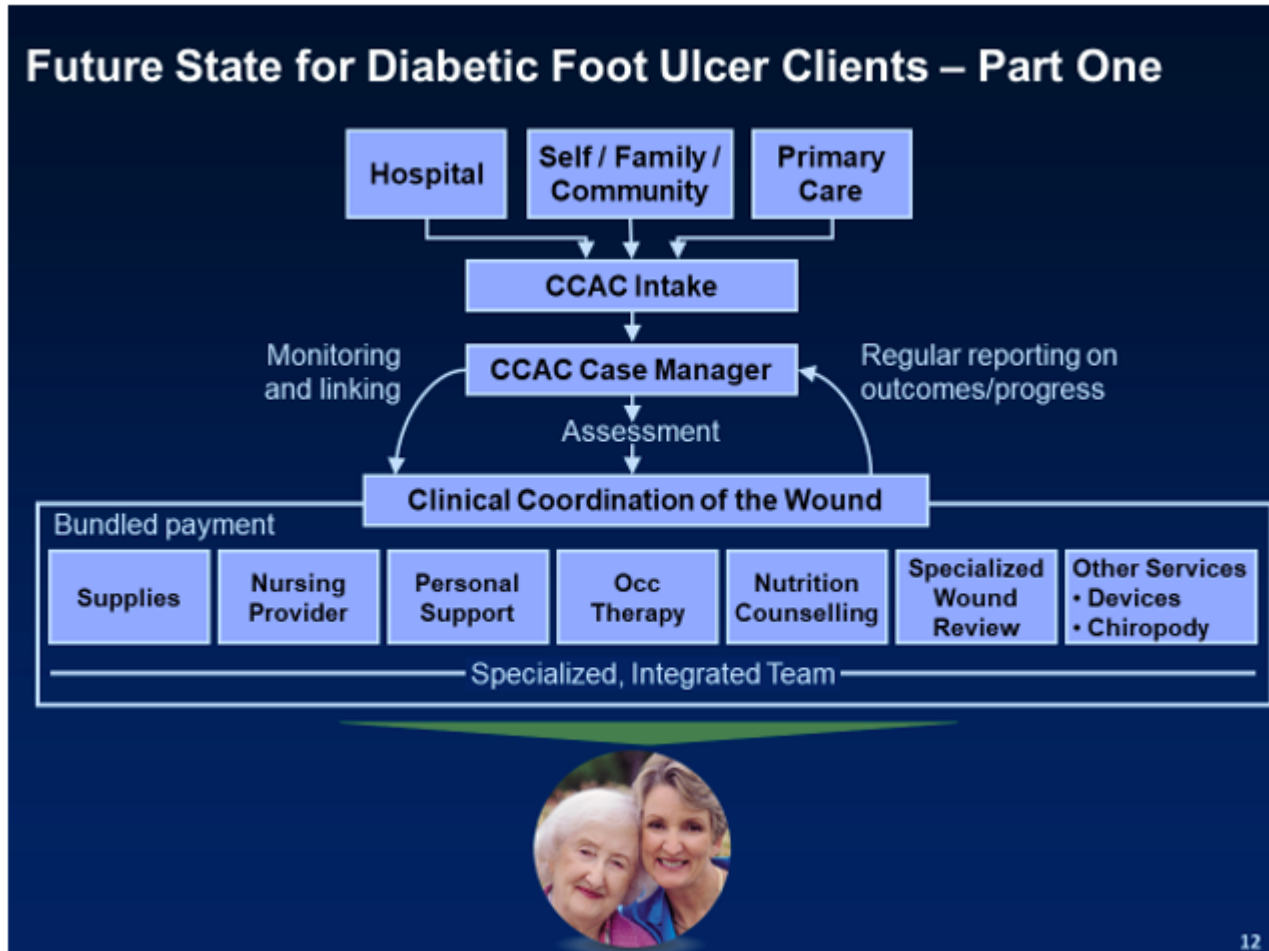 Future State for Diabetic Foot Ulcer Clients – Part One
Hospital
Self / Family /
Community
Primary
Care
CCAC Intake
Monitoring
and linking
CCAC Case Manager
Regular reporting on
outcomes/progress
Assessment
Clinical Coordination of the Wound
Bundled payment
Supplies
Nursing
Provider
Personal
Support
Occ
Therapy
Nutrition
Counselling
Specialized
Wound
Review
Other Services
• Devices
• Chiropody
Specialized, Integrated Team
12